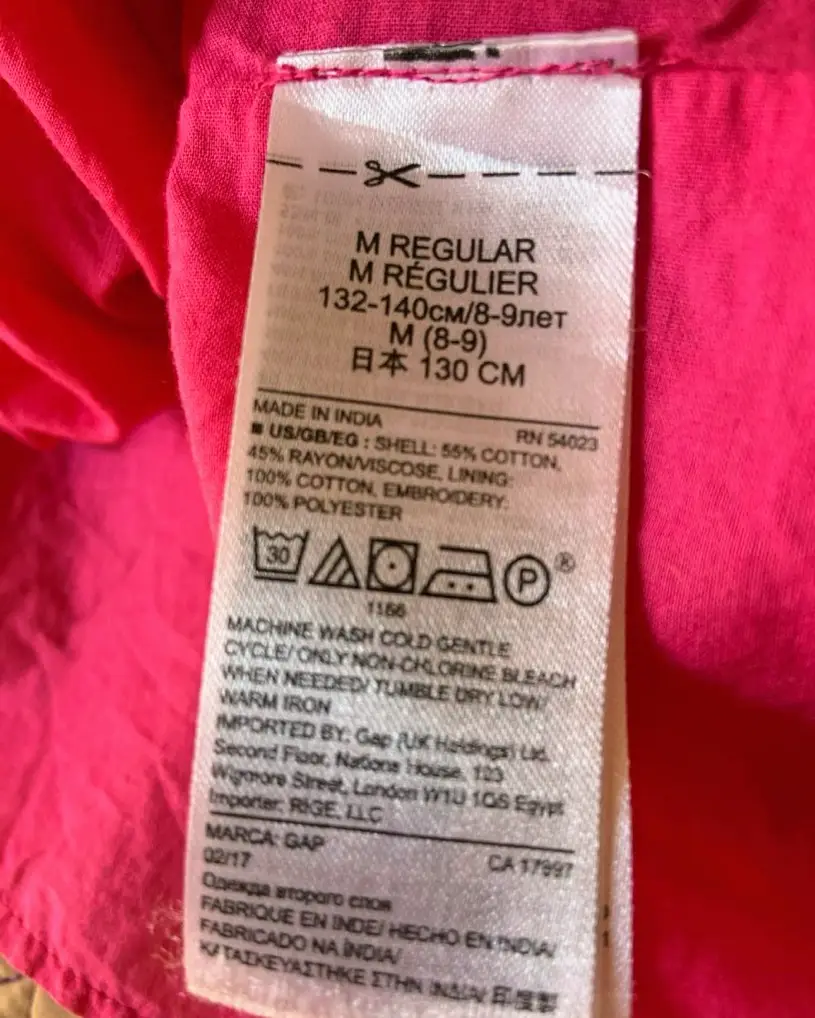 M REGULAR
M RÉGULIER
132-140см/8-9лет
M (8-9)
日本 130 CM
MADE IN INDIA
RN 54023
■ US/GB/EG : SHELL: 55% COTTON,
45% RAYON/VISCOSE, LINING:
100% COTTON, EMBROIDERY:
100% POLYESTER
30
P®
1166
MACHINE WASH COLD GENTLE
CYCLE/ ONLY NON-CHLORINE BLEACH
WHEN NEEDED/ TUMBLE DRY LOW/
WARM IRON
IMPORTED BY: Gap (UK Holdings) Ltd.
Second Floor, Nations House, 103
Wigmore Street, London W1U 1QS Egypt
Importer: RIGE, LLC
MARCA: GAP
CA 17897
02/17
Одежда второго слоя
FABRIQUE EN INDE/ HECHO EN INDIA/
FABRICADO NA ÍNDIA/
ΚΑΤΑΣΚΕΥΑΣΤΗΚΕ ΣΤΗΝ ΙΝΔΙΑ/ 印度製